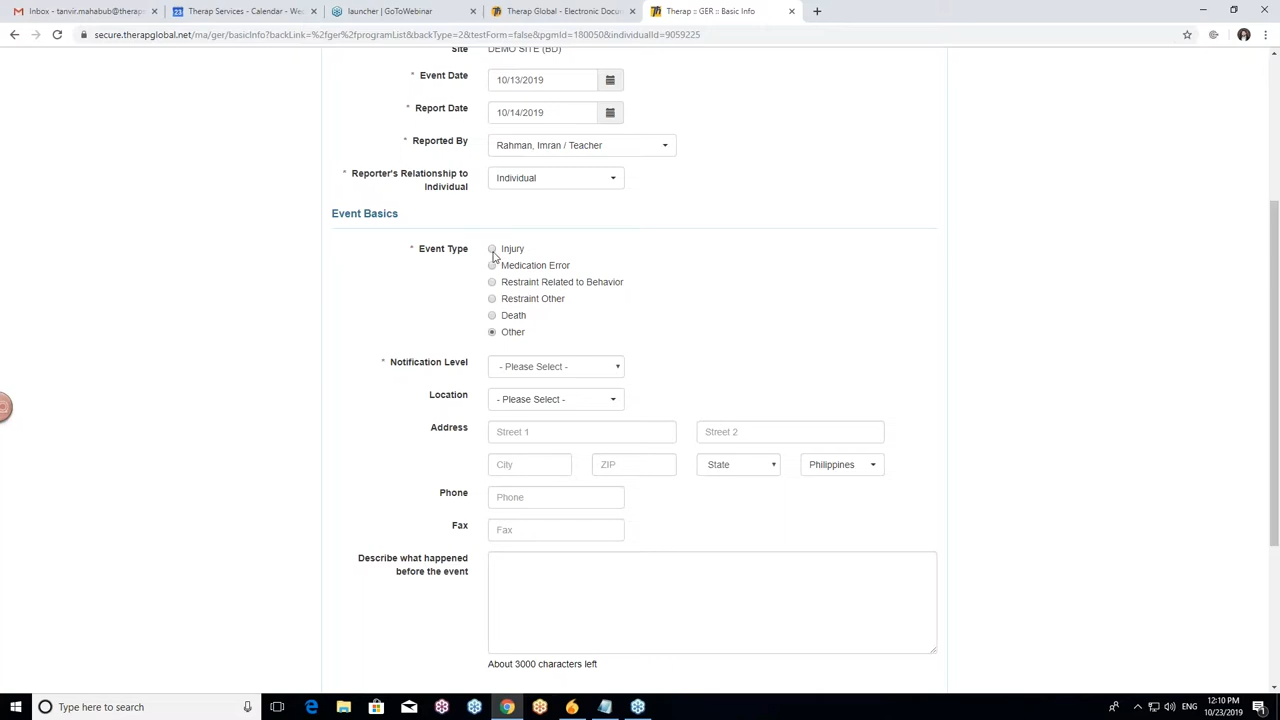 Inbox - tanvir.mahabub@therap
Therap Services - Calendar - Wed
launcher | GoToWebinar
Therap Global - Electronic Docum
Therap :: GER :: Basic Info
secure.therapglobal.net/ma/ger/basicInfo?backLink=%2fger%2fprogramList&backType=2&testForm=false&pgmId=180050&individualId=9059225
Site DEMO SITE (BD)
* Event Date 10/13/2019
* Report Date 10/14/2019
* Reported By Rahman, Imran / Teacher
* Reporter's Relationship to
Individual
Individual
Event Basics
* Event Type
Injury
Medication Error
Restraint Related to Behavior
Restraint Other
Death
Other
* Notification Level - Please Select -
Location - Please Select -
Address Street 1 Street 2
City ZIP State Philippines
Phone Phone
Fax Fax
Describe what happened
before the event
About 3000 characters left
Type here to search
12:10 PM
10/23/2019